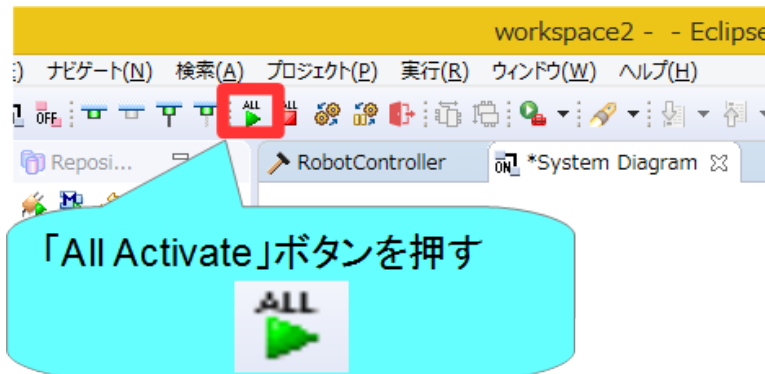 workspace2 - - Eclipse
ナビゲート(N) 検索(A) プロジェクト(P) 実行(R) ウィンドウ(W) ヘルプ(H)
OFF ALL ALL
Reposi... RobotController ON *System Diagram
「All Activate」ボタンを押す
ALL